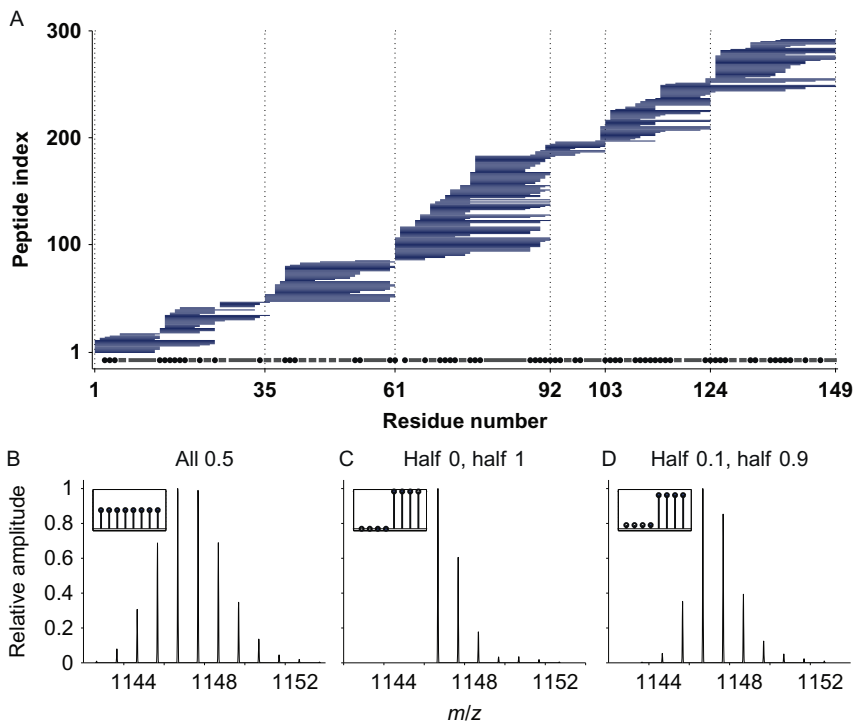 A
300
200
100
1
Peptide index
1 35 61 92 103 124 149
Residue number
B All 0.5
C Half 0, half 1
D Half 0.1, half 0.9
Relative amplitude
1
0.8
0.6
0.4
0.2
0
1144 1148 1152
1144 1148 1152
1144 1148 1152
m/z